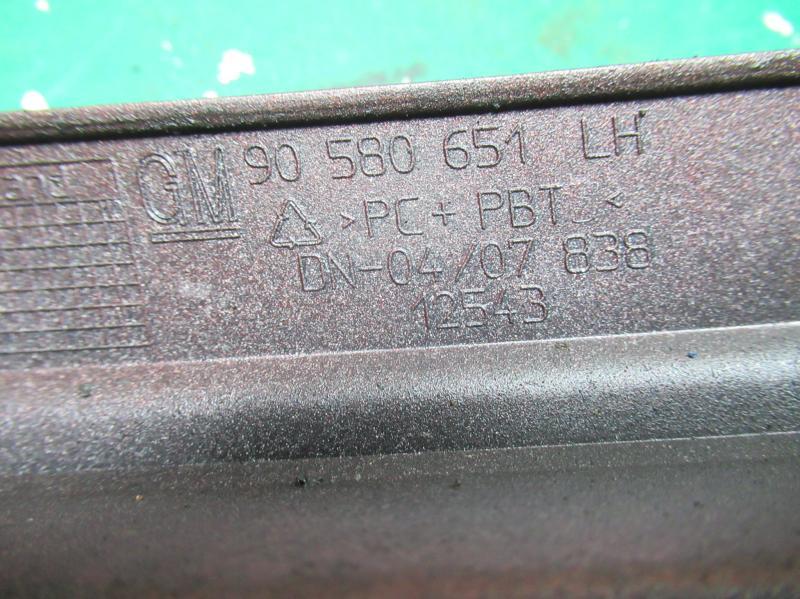 GM 90 580 651 LH
>PC+PBT<
DN-04/07 838
12543